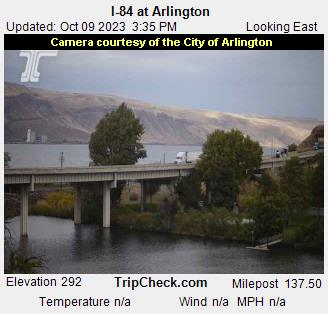 I-84 at Arlington
Updated: Oct 09 2023 3:35 PM Looking East
Camera courtesy of the City of Arlington
Elevation 292 TripCheck.com Milepost 137.50
Temperature n/a Wind n/a MPH n/a